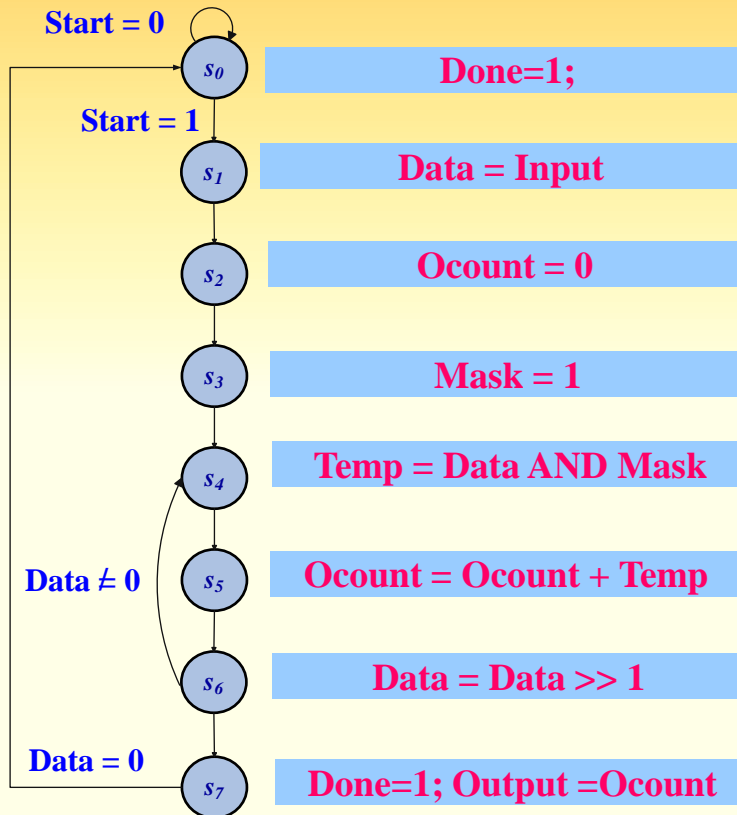 Start = 0
s0
Done=1;
Start = 1
s1
Data = Input
s2
Ocount = 0
s3
Mask = 1
s4
Temp = Data AND Mask
Data ≠ 0
s5
Ocount = Ocount + Temp
s6
Data = Data >> 1
Data = 0
s7
Done=1; Output =Ocount